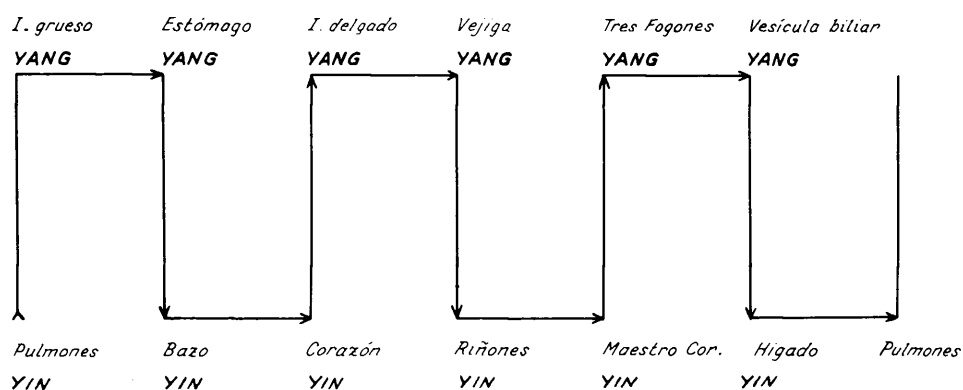 I. grueso Estómago I. delgado Vejiga Tres Fogones Vesícula biliar
YANG YANG YANG YANG YANG YANG
Pulmones Bazo Corazón Riñones Maestro Cor. Hígado Pulmones
YIN YIN YIN YIN YIN YIN